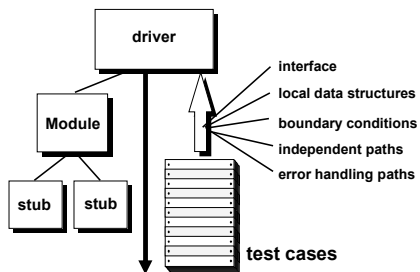 driver
interface
local data structures
Module
boundary conditions
independent paths
error handling paths
stub
stub
test cases